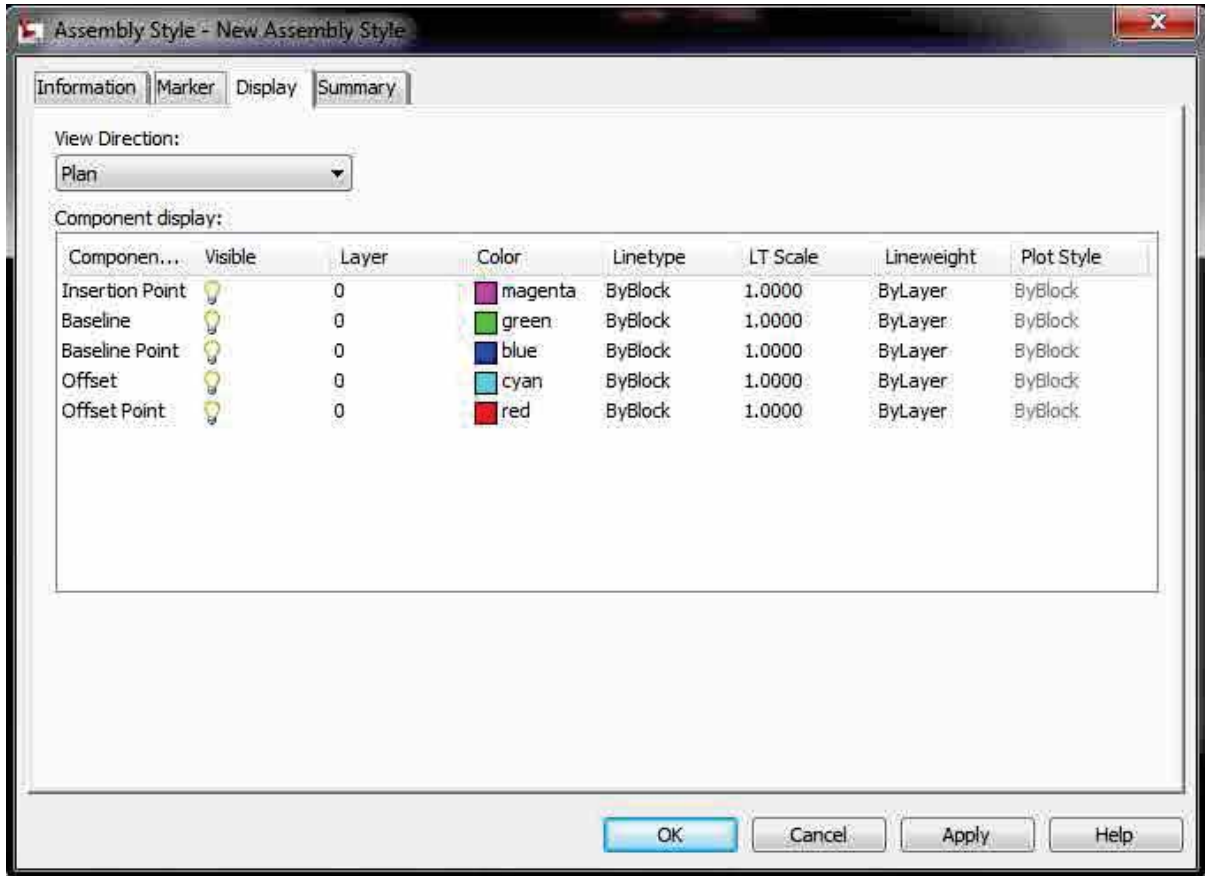 Assembly Style - New Assembly Style
Information Marker Display Summary
View Direction:
Plan
Component display:
Componen... Visible Layer Color Linetype LT Scale Lineweight Plot Style
Insertion Point 0 magenta ByBlock 1.0000 ByLayer ByBlock
Baseline 0 green ByBlock 1.0000 ByLayer ByBlock
Baseline Point 0 blue ByBlock 1.0000 ByLayer ByBlock
Offset 0 cyan ByBlock 1.0000 ByLayer ByBlock
Offset Point 0 red ByBlock 1.0000 ByLayer ByBlock
OK Cancel Apply Help